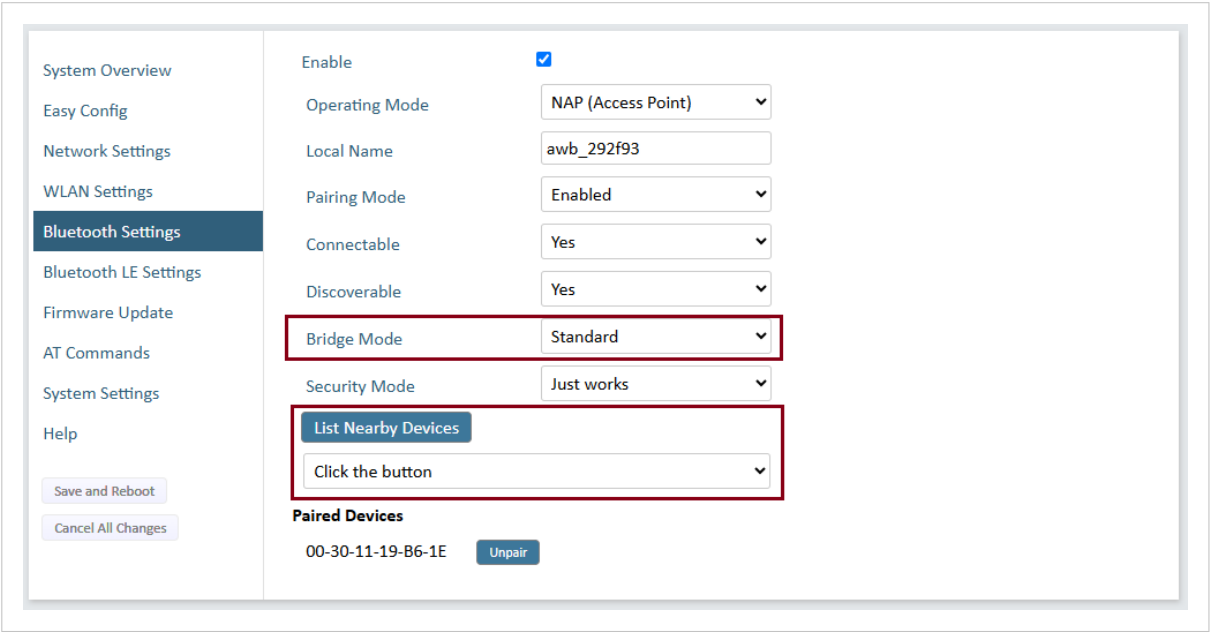 System Overview
Easy Config
Network Settings
WLAN Settings
Bluetooth Settings
Bluetooth LE Settings
Firmware Update
AT Commands
System Settings
Help
Save and Reboot
Cancel All Changes
Enable
Operating Mode NAP (Access Point)
Local Name awb_292f93
Pairing Mode Enabled
Connectable Yes
Discoverable Yes
Bridge Mode Standard
Security Mode Just works
List Nearby Devices
Click the button
Paired Devices
00-30-11-19-B6-1E Unpair